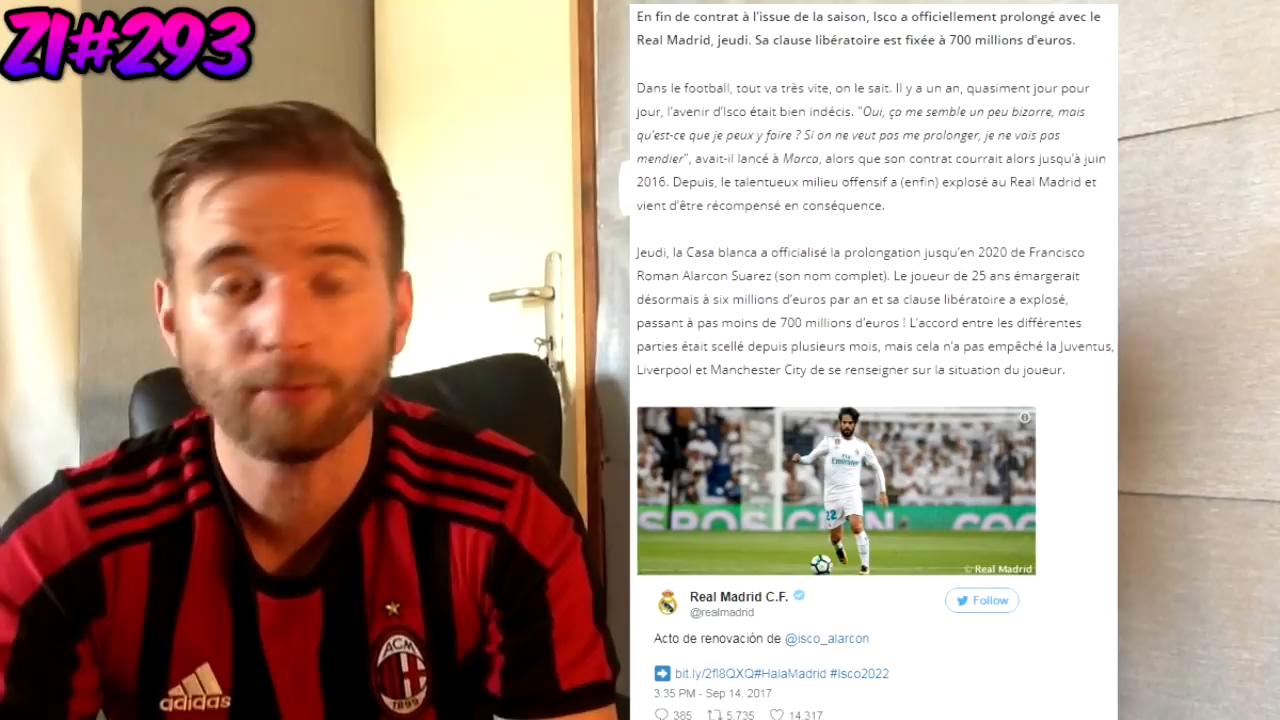 ZI#293
En fin de contrat à l'issue de la saison, Isco a officiellement prolongé avec le
Real Madrid, jeudi. Sa clause libératoire est fixée à 700 millions d'euros.
Dans le football, tout va très vite, on le sait. Il y a un an, quasiment jour pour
jour, l'avenir d'Isco était bien indécis. "Oui, ça me semble un peu bizarre, mais
qu'est-ce que je peux y faire ? Si on ne veut pas me prolonger, je ne vais pas
mendier", avait-il lancé à Marca, alors que son contrat courrait alors jusqu'à juin
2016. Depuis, le talentueux milieu offensif a (enfin) explosé au Real Madrid et
vient d'être récompensé en conséquence.
Jeudi, la Casa blanca a officialisé la prolongation jusqu'en 2020 de Francisco
Roman Alarcon Suarez (son nom complet). Le joueur de 25 ans émargerait
désormais à six millions d'euros par an et sa clause libératoire a explosé,
passant à pas moins de 700 millions d'euros ! L'accord entre les différentes
parties était scellé depuis plusieurs mois, mais cela n'a pas empêché la Juventus,
Liverpool et Manchester City de se renseigner sur la situation du joueur.
22
© Real Madrid
Real Madrid C.F.
@realmadrid
Follow
Acto de renovación de @isco_alarcon
bit.ly/2fl8QXQ#HalaMadrid #Isco2022
3:35 PM - Sep 14, 2017
385 5,735 14,317
adidas
ACM
1899